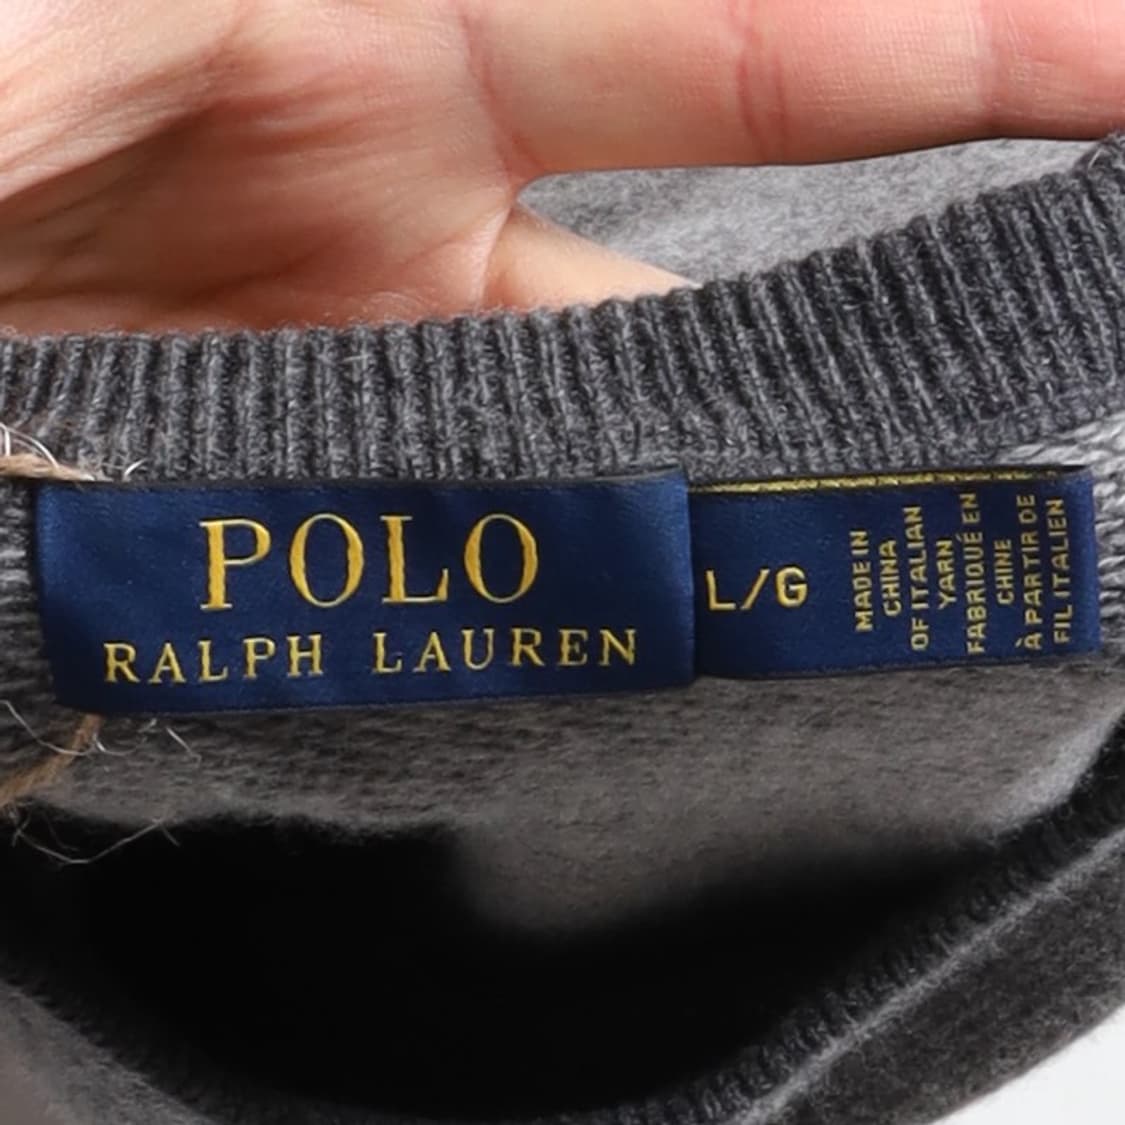 POLO
RALPH LAUREN
L/G
MADE IN
CHINA
OF ITALIAN
YARN
FABRIQUÉ EN
CHINE
À PARTIR DE
FIL ITALIEN